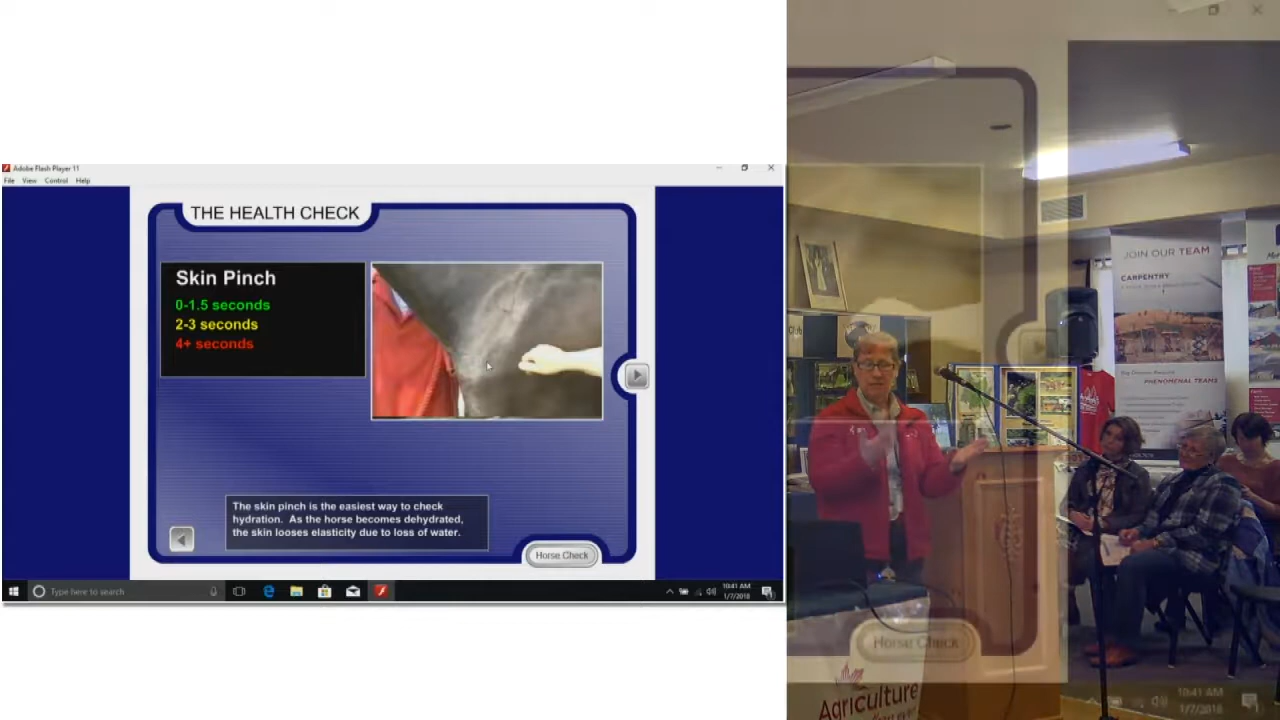 Adobe Flash Player 11
File View Control Help
THE HEALTH CHECK
Skin Pinch
0-1.5 seconds
2-3 seconds
4+ seconds
The skin pinch is the easiest way to check
hydration. As the horse becomes dehydrated,
the skin looses elasticity due to loss of water.
Horse Check
Type here to search
10:41 AM
1/7/2018
JOIN OUR TEAM
CARPENTRY
PHENOMENAL TEAMS
Horse Check
Agriculture
10:41 AM
1/7/2018